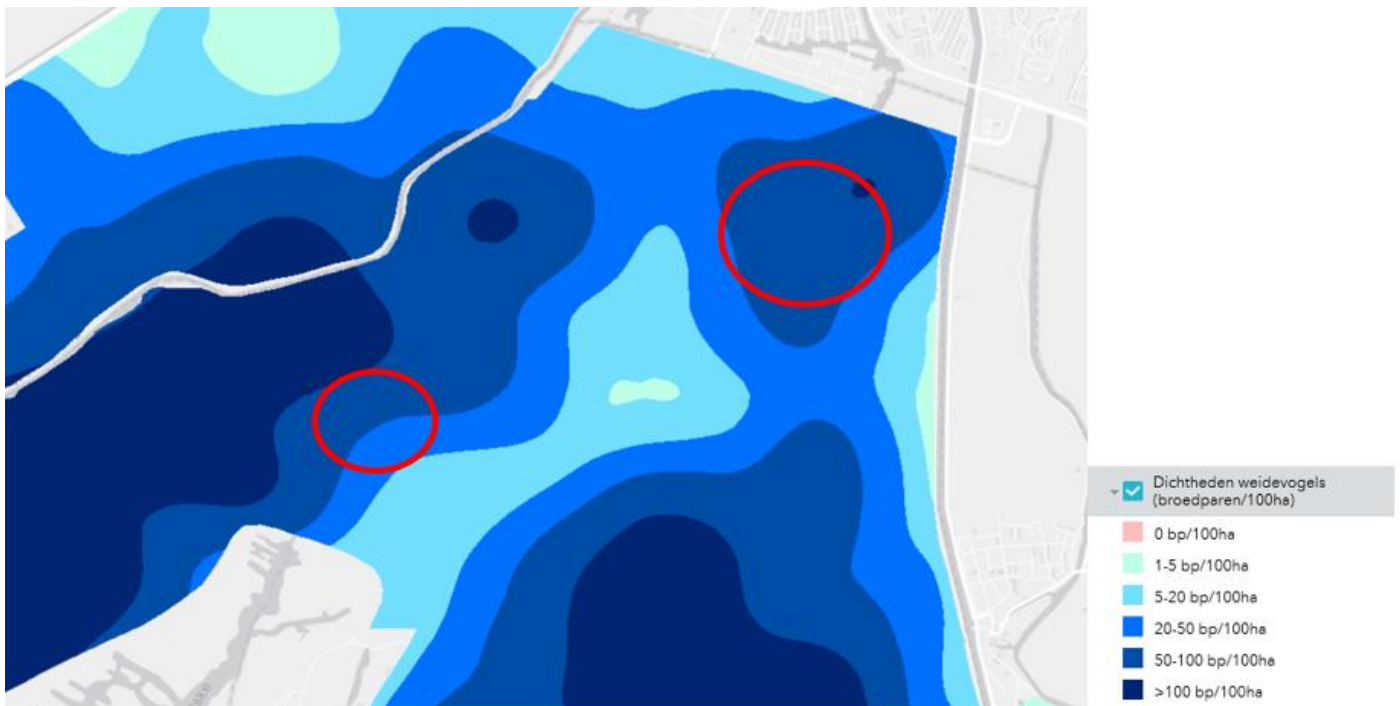 Dichtheden weidevogels
(broedparen/100ha)
0 bp/100ha
1-5 bp/100ha
5-20 bp/100ha
20-50 bp/100ha
50-100 bp/100ha
>100 bp/100ha